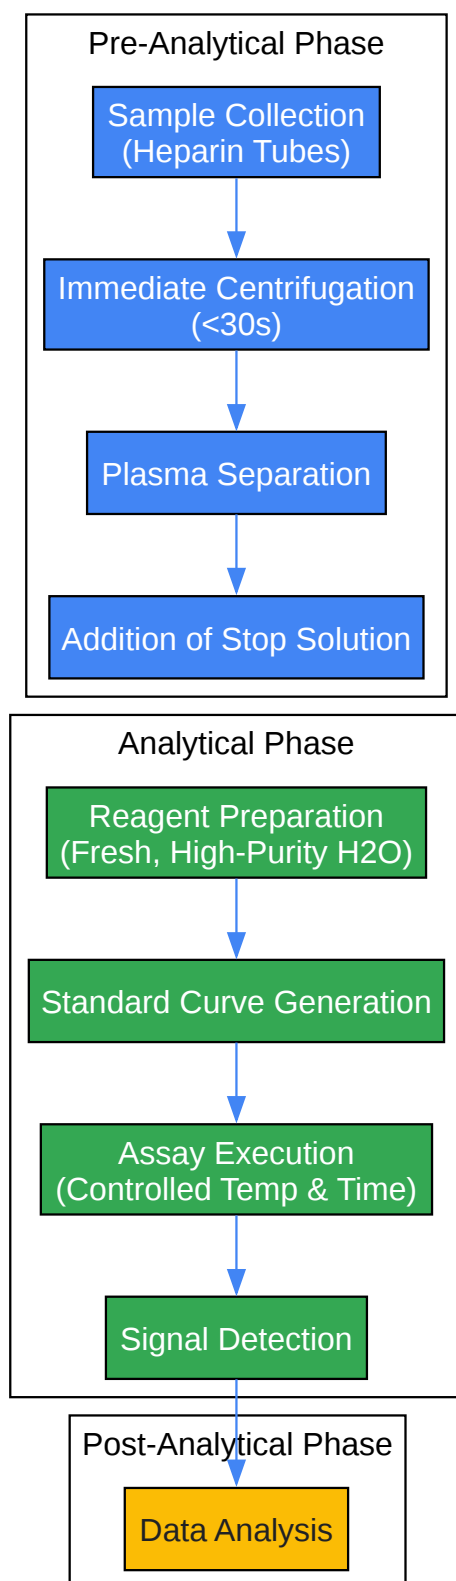 Pre-Analytical Phase
Sample Collection
(Heparin Tubes)
Immediate Centrifugation
(<30s)
Plasma Separation
Addition of Stop Solution
Analytical Phase
Reagent Preparation
(Fresh, High-Purity H2O)
Standard Curve Generation
Assay Execution
(Controlled Temp & Time)
Signal Detection
Post-Analytical Phase
Data Analysis